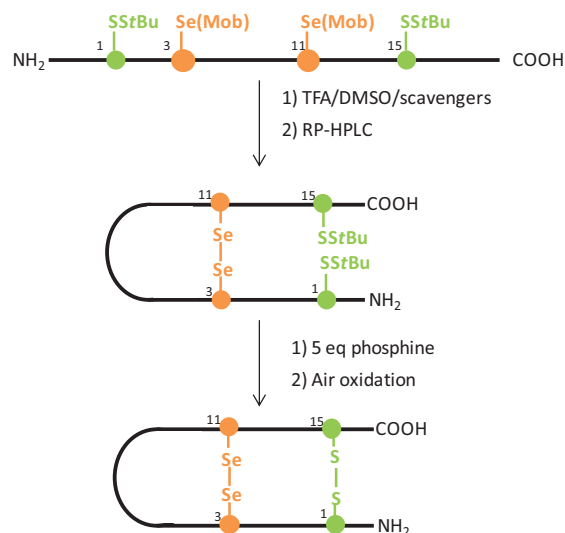 SStBu Se(Mob) Se(Mob) SStBu
1 3 11 15
NH2 COOH
1) TFA/DMSO/scavengers
2) RP-HPLC
11 15 COOH
Se SStBu
Se SStBu
3 1 NH2
1) 5 eq phosphine
2) Air oxidation
11 15 COOH
Se S
Se S
3 1 NH2